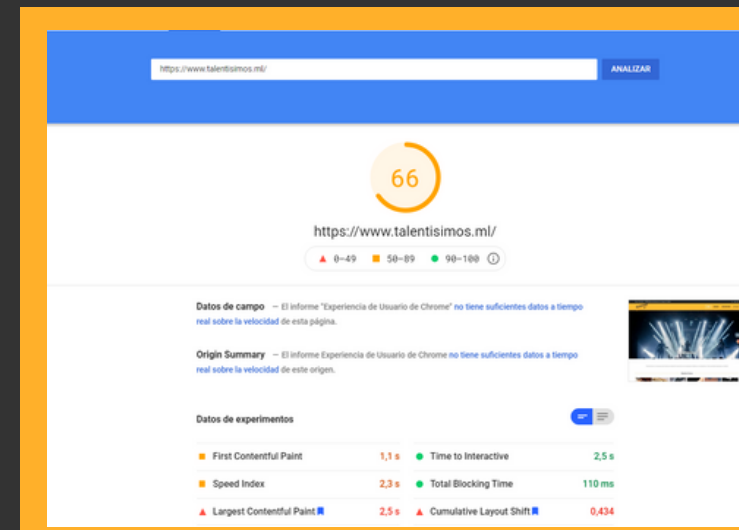 https://www.talentisimos.ml/ ANALIZAR
66
https://www.talentisimos.ml/
0–49 50–89 90–100
Datos de campo — El informe "Experiencia de Usuario de Chrome" no tiene suficientes datos a tiempo
real sobre la velocidad de esta página.
Origin Summary — El informe Experiencia de Usuario de Chrome no tiene suficientes datos a tiempo
real sobre la velocidad de este origen.
Datos de experimentos
First Contentful Paint 1,1 s Time to Interactive 2,5 s
Speed Index 2,3 s Total Blocking Time 110 ms
Largest Contentful Paint 2,5 s Cumulative Layout Shift 0,434